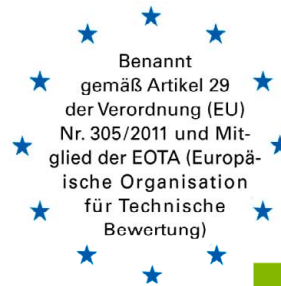 Benannt
gemäß Artikel 29
der Verordnung (EU)
Nr. 305/2011 und Mit-
glied der EOTA (Europä-
ische Organisation
für Technische
Bewertung)